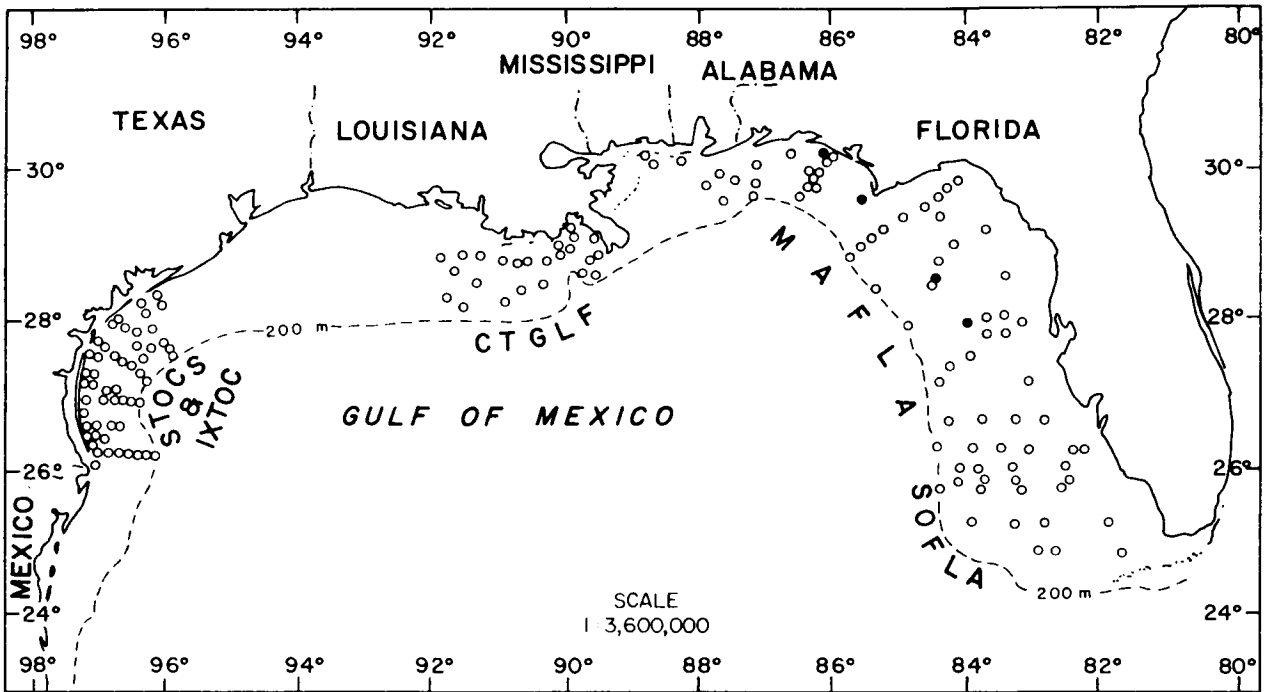 98° 96° 94° 92° 90° 88° 86° 84° 82° 80°
MISSISSIPPI
ALABAMA
TEXAS
LOUISIANA
FLORIDA
30° 30°
28° 28°
200 m
CTGLF
MAFLA
STOCS
&
IXTOC
GULF OF MEXICO
26° 26°
SOFLA
MEXICO
200 m
24° 24°
SCALE
1:3,600,000
98° 96° 94° 92° 90° 88° 86° 84° 82° 80°